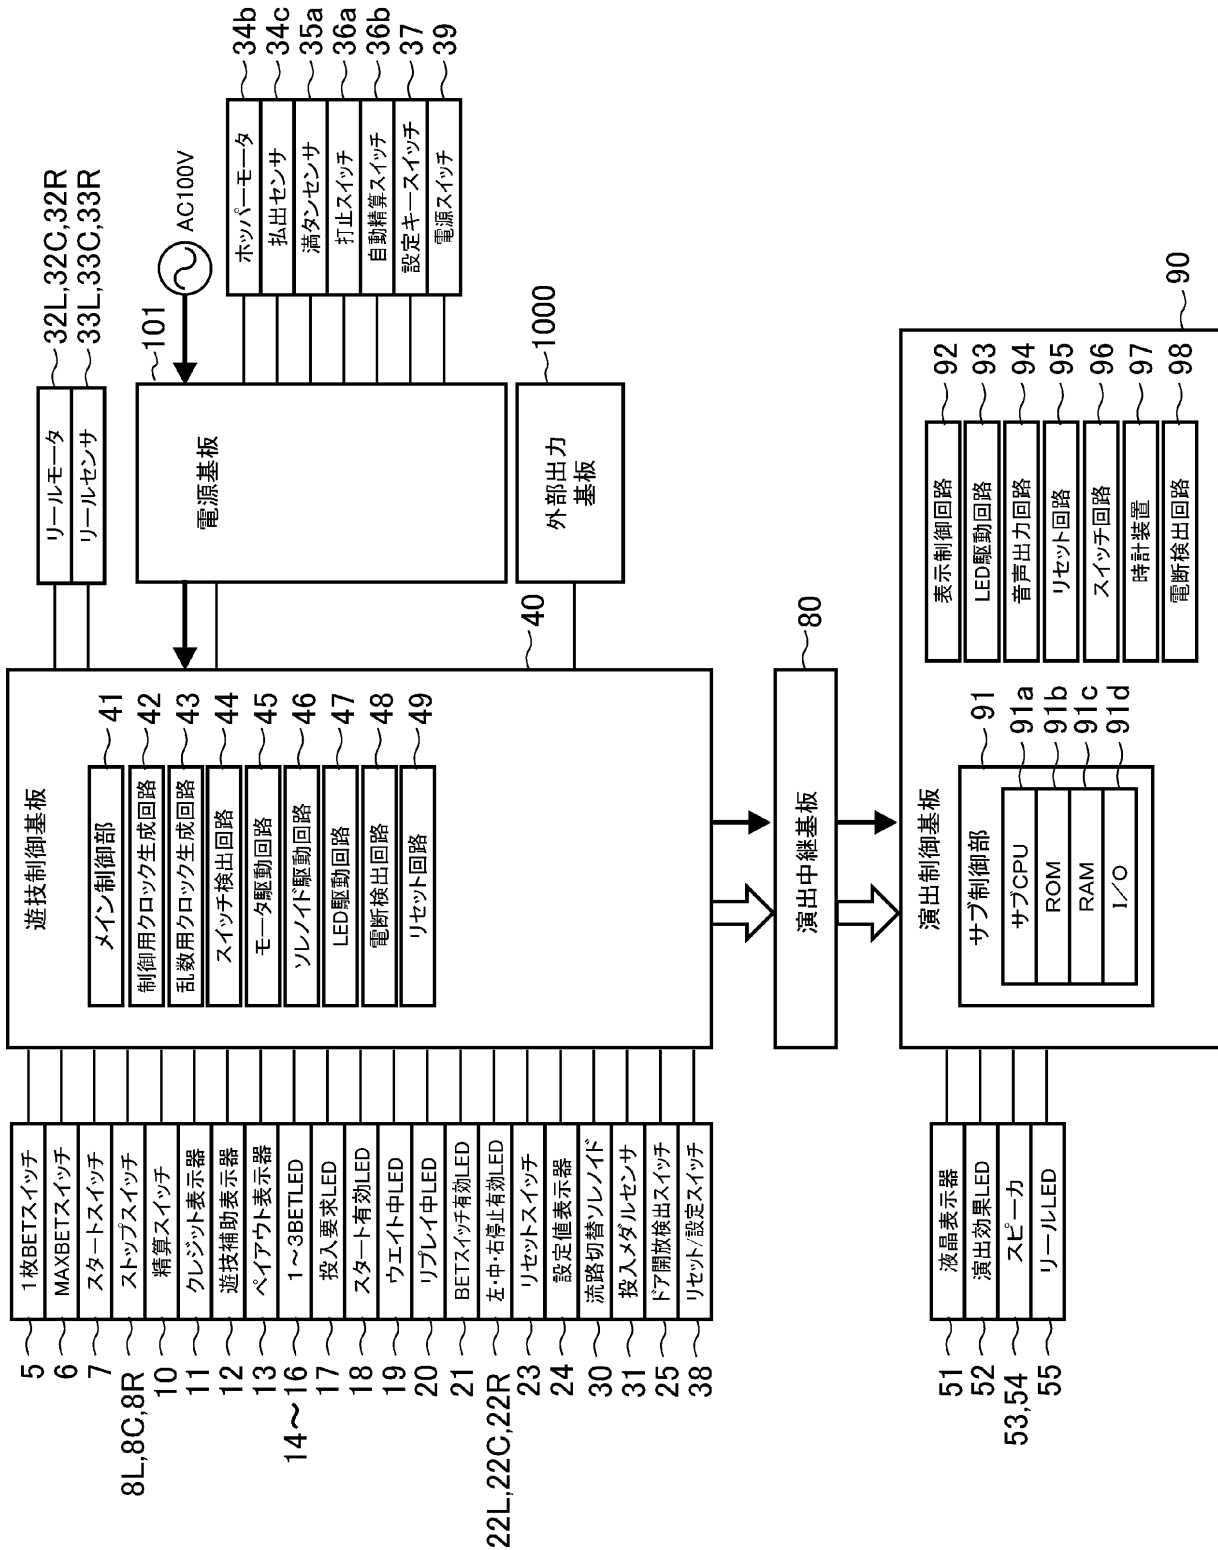 5 1枚BETスイッチ
6 MAXBETスイッチ
7 スタートスイッチ
8L,8C,8R ストップスイッチ
10 精算スイッチ
11 クレジット表示器
12 遊技補助表示器
13 ペイアウト表示器
14〜16 1〜3BETLED
17 投入要求LED
18 スタート有効LED
19 ウエイト中LED
20 リプレイ中LED
21 BETスイッチ有効LED
22L,22C,22R 左・中・右停止有効LED
23 リセットスイッチ
24 設定値表示器
30 流路切替ソレノイド
31 投入メダルセンサ
25 ドア開放検出スイッチ
38 リセット/設定スイッチ
遊技制御基板
40
メイン制御部 41
制御用クロック生成回路 42
乱数用クロック生成回路 43
スイッチ検出回路 44
モータ駆動回路 45
ソレノイド駆動回路 46
LED駆動回路 47
電断検出回路 48
リセット回路 49
リールモータ 32L,32C,32R
リールセンサ 33L,33C,33R
電源基板
101
AC100V
ホッパーモータ 34b
払出センサ 34c
満タンセンサ 35a
打止スイッチ 36a
自動精算スイッチ 36b
設定キースイッチ 37
電源スイッチ 39
外部出力
基板
1000
演出中継基板 80
51 液晶表示器
52 演出効果LED
53,54 スピーカ
55 リールLED
演出制御基板
90
サブ制御部 91
サブCPU 91a
ROM 91b
RAM 91c
I/O 91d
表示制御回路 92
LED駆動回路 93
音声出力回路 94
リセット回路 95
スイッチ回路 96
時計装置 97
電断検出回路 98